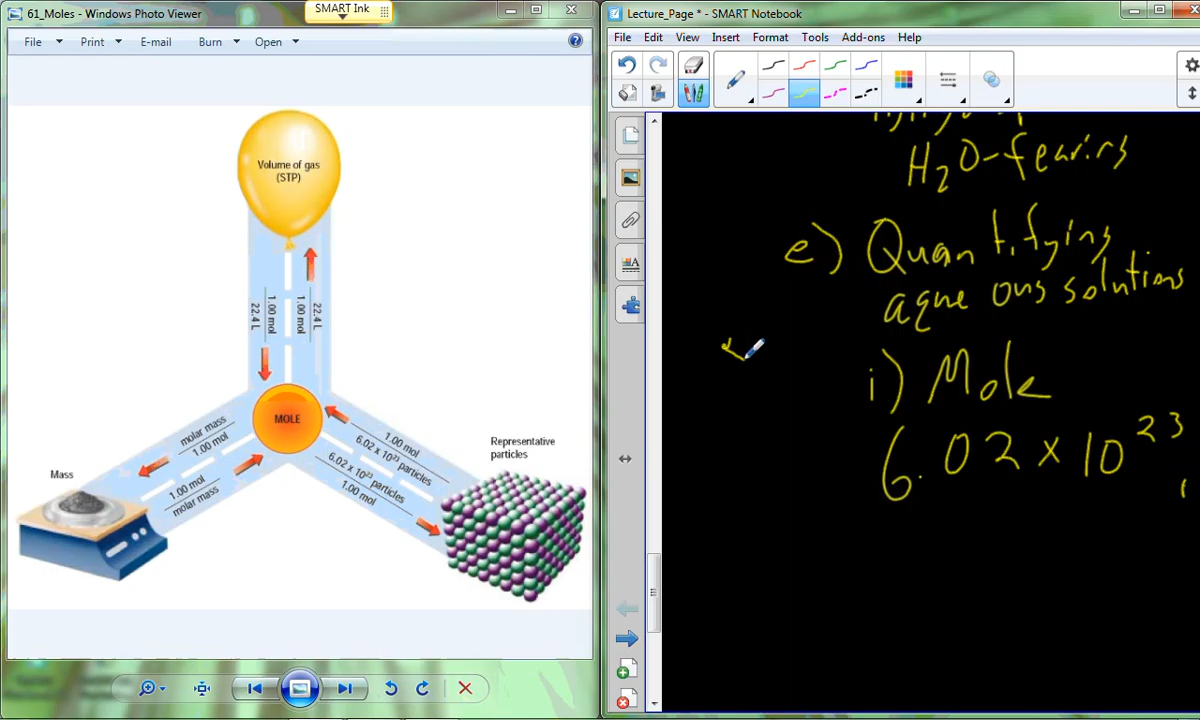 61_Moles - Windows Photo Viewer
SMART Ink
File
Print
E-mail
Burn
Open
Volume of gas
(STP)
22.4 L
1.00 mol
1.00 mol
22.4 L
MOLE
molar mass
1.00 mol
1.00 mol
molar mass
1.00 mol
6.02 x 10²³ particles
6.02 x 10²³ particles
1.00 mol
Mass
Representative
particles
Lecture_Page * - SMART Notebook
File Edit View Insert Format Tools Add-ons Help
H₂O-fearing
e) Quantifying
aqueous solutions
i) Mole
6.02 x 10²³